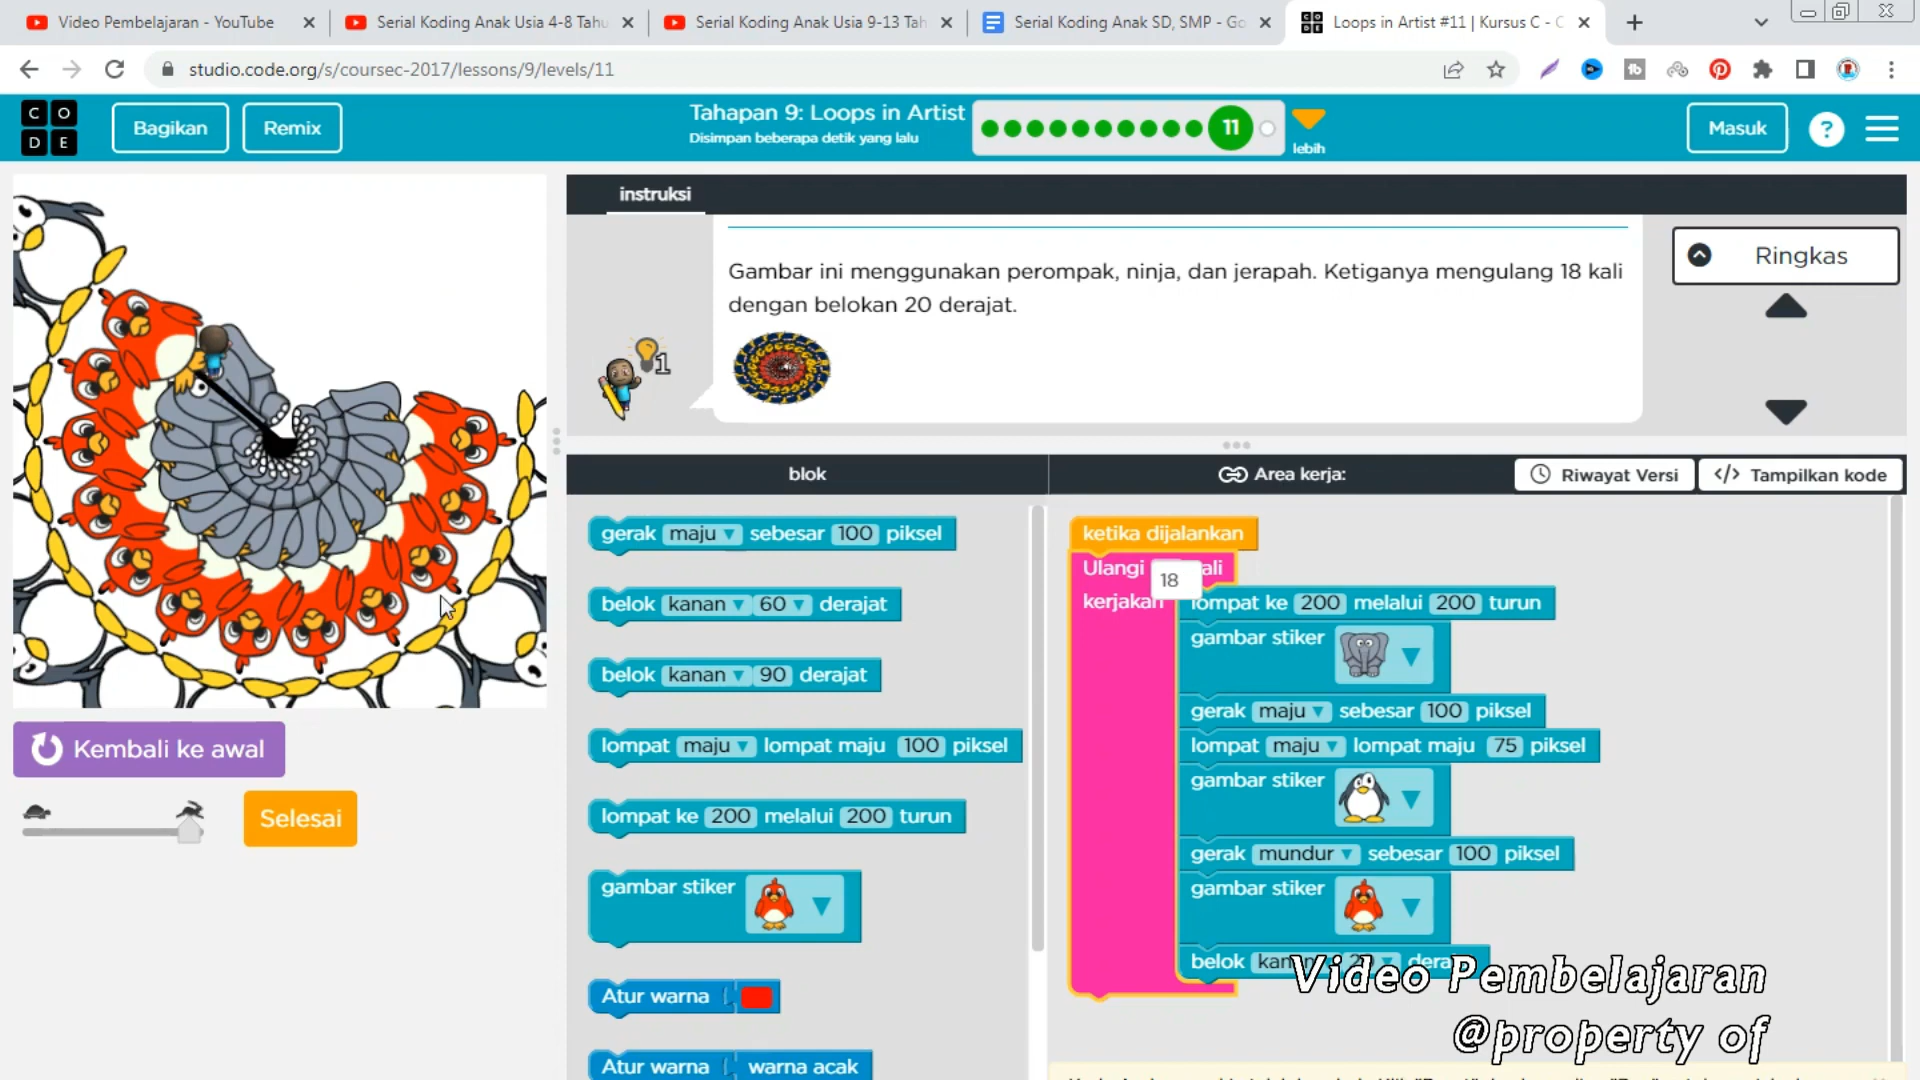 Video Pembelajaran - YouTube
Serial Koding Anak Usia 4-8 Tahu
Serial Koding Anak Usia 9-13 Tah
Serial Koding Anak SD, SMP - Go
Loops in Artist #11 | Kursus C - C
studio.code.org/s/coursec-2017/lessons/9/levels/11
C O
D E
Bagikan
Remix
Tahapan 9: Loops in Artist
Disimpan beberapa detik yang lalu
11
lebih
Masuk
?
instruksi
Gambar ini menggunakan perompak, ninja, dan jerapah. Ketiganya mengulang 18 kali
dengan belokan 20 derajat.
1
Ringkas
blok
Area kerja:
Riwayat Versi
</> Tampilkan kode
gerak maju sebesar 100 piksel
belok kanan 60 derajat
belok kanan 90 derajat
lompat maju lompat maju 100 piksel
lompat ke 200 melalui 200 turun
gambar stiker
Atur warna
Atur warna warna acak
ketika dijalankan
Ulangi 18 ali
kerjakan
lompat ke 200 melalui 200 turun
gambar stiker
gerak maju sebesar 100 piksel
lompat maju lompat maju 75 piksel
gambar stiker
gerak mundur sebesar 100 piksel
gambar stiker
belok
Kembali ke awal
Selesai
Video Pembelajaran
@property of